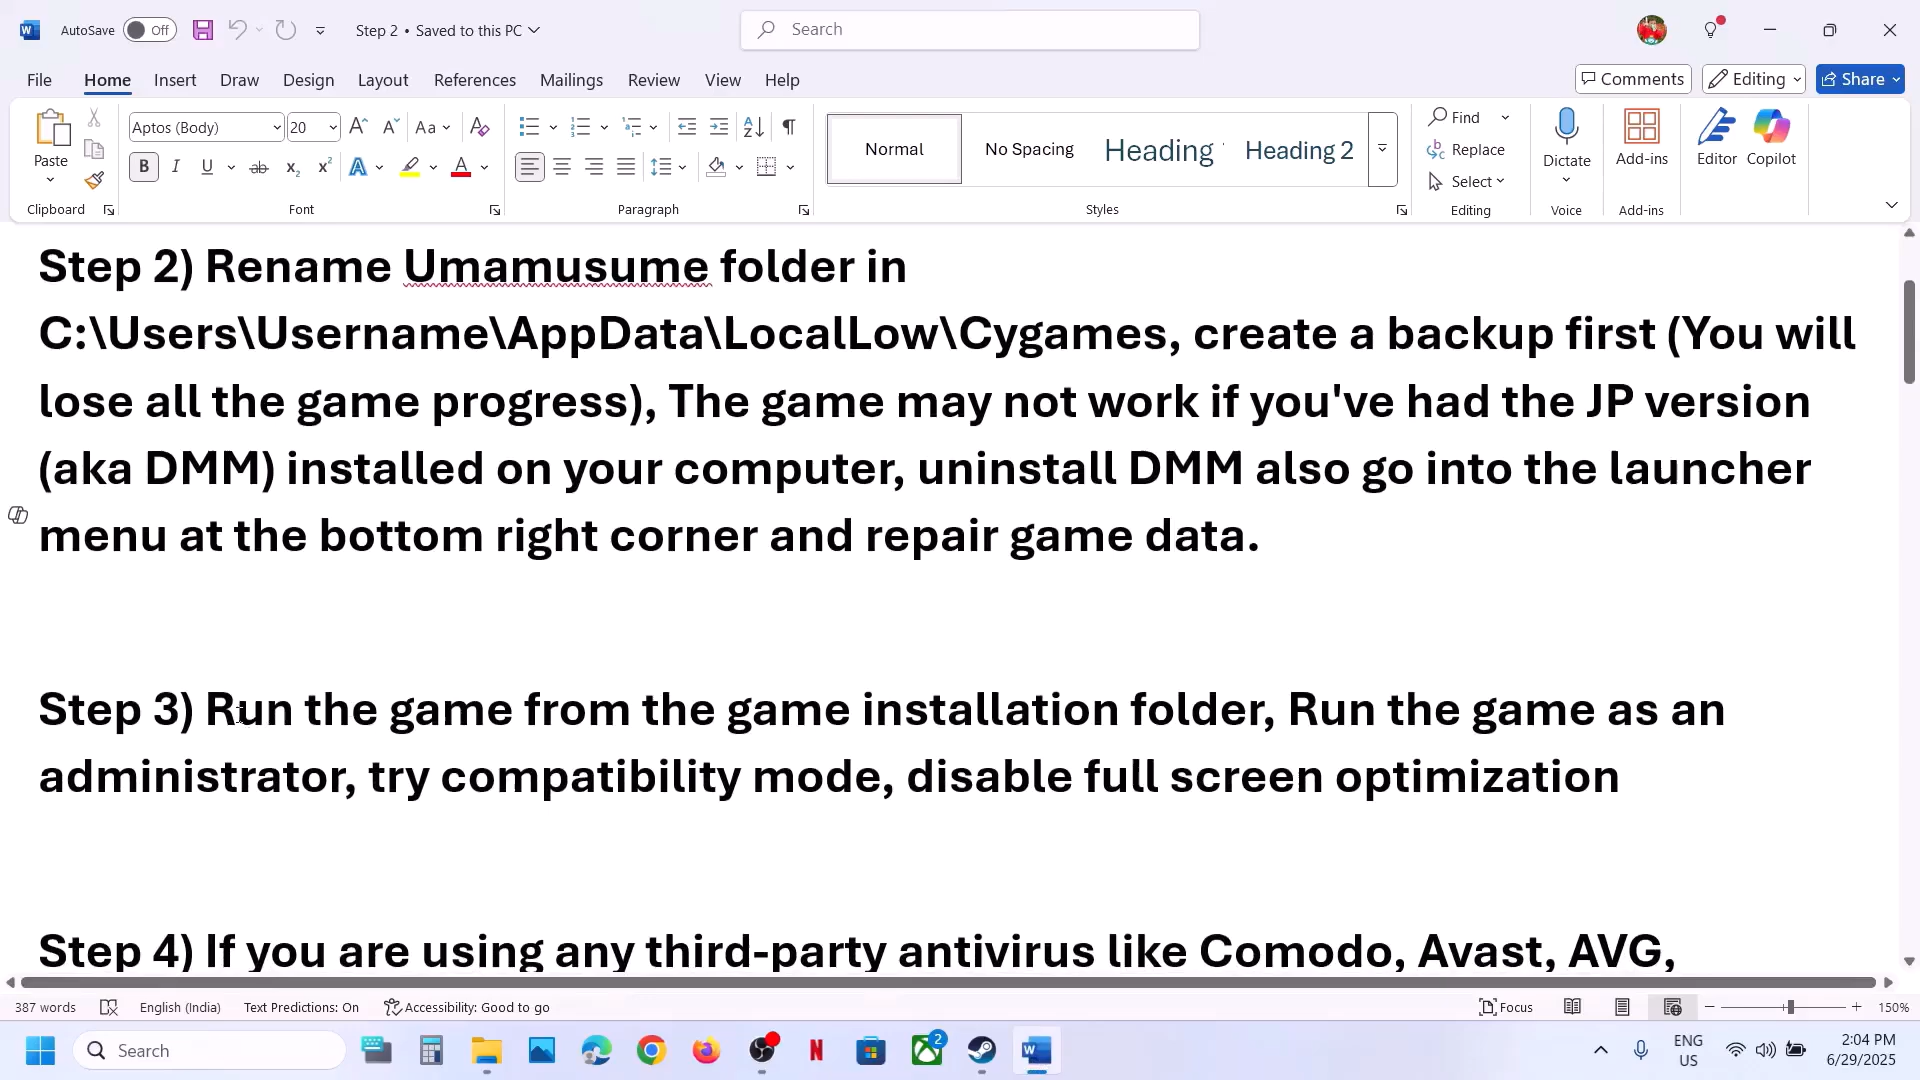 AutoSave Off Step 2 • Saved to this PC Search
File Home Insert Draw Design Layout References Mailings Review View Help Comments Editing Share
Paste Aptos (Body) 20 Aa Normal No Spacing Heading Heading 2 Find Replace Select Dictate Add-ins Editor Copilot
Clipboard Font Paragraph Styles Editing Voice Add-ins
Step 2) Rename Umamusume folder in
C:\Users\Username\AppData\LocalLow\Cygames, create a backup first (You will
lose all the game progress), The game may not work if you've had the JP version
(aka DMM) installed on your computer, uninstall DMM also go into the launcher
menu at the bottom right corner and repair game data.
Step 3) Run the game from the game installation folder, Run the game as an
administrator, try compatibility mode, disable full screen optimization
Step 4) If you are using any third-party antivirus like Comodo, Avast, AVG,
387 words English (India) Text Predictions: On Accessibility: Good to go Focus 150%
Search 2 ENG US 2:04 PM
6/29/2025